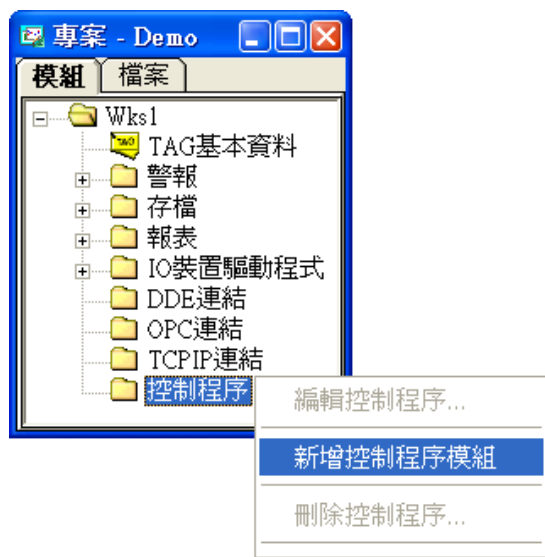 專案 - Demo
模組 檔案
Wks1
TAG基本資料
警報
存檔
報表
IO裝置驅動程式
DDE連結
OPC連結
TCPIP連結
控制程序
編輯控制程序...
新增控制程序模組
刪除控制程序...